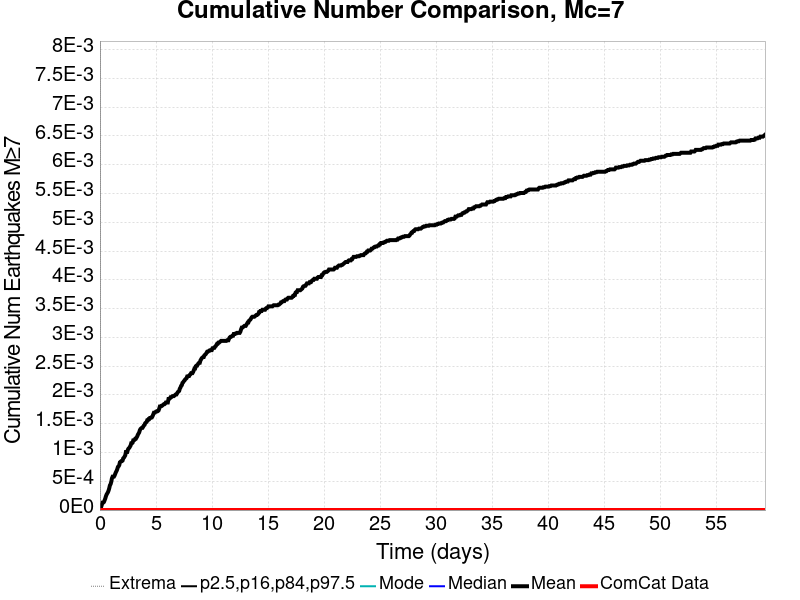 Cumulative Number Comparison, Mc=7
Cumulative Num Earthquakes M≥7
8E-3
7.5E-3
7E-3
6.5E-3
6E-3
5.5E-3
5E-3
4.5E-3
4E-3
3.5E-3
3E-3
2.5E-3
2E-3
1.5E-3
1E-3
5E-4
0E0
0 5 10 15 20 25 30 35 40 45 50 55
Time (days)
Extrema p2.5,p16,p84,p97.5 Mode Median Mean ComCat Data